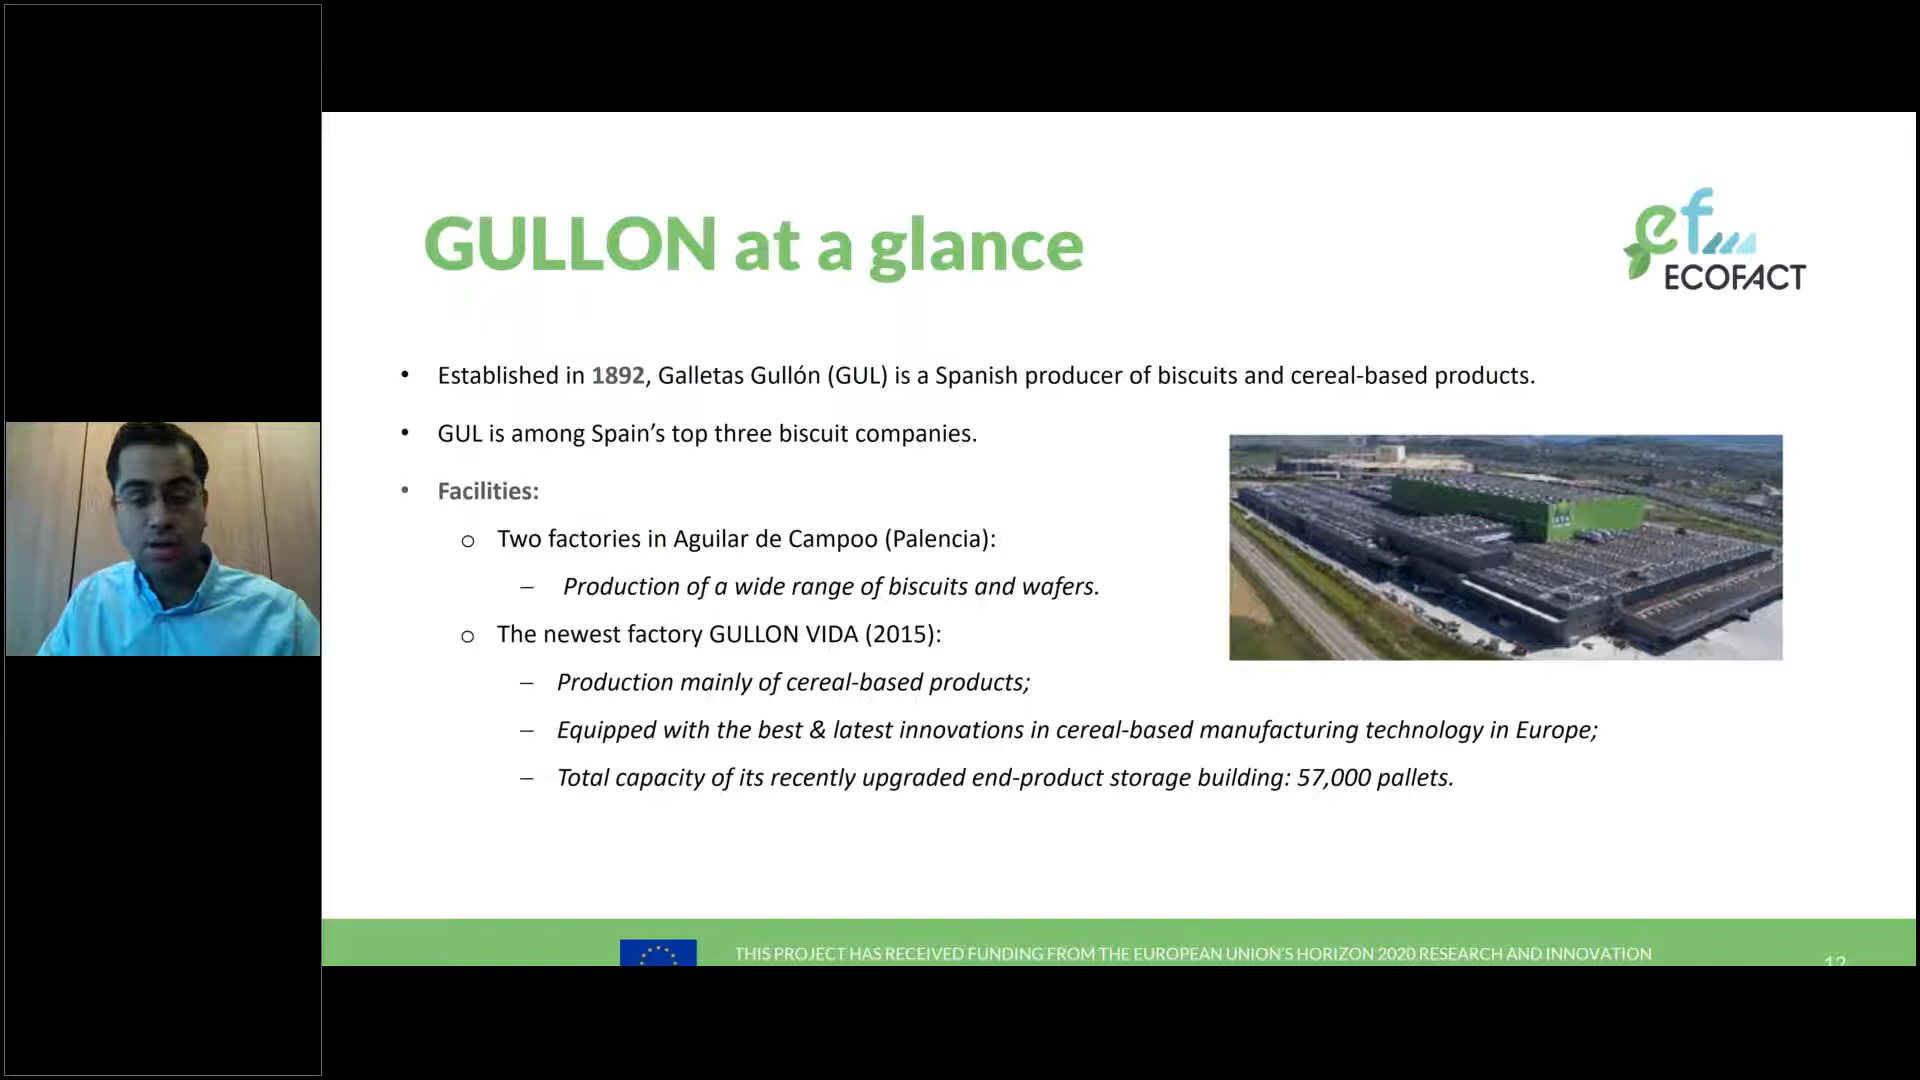 GULLON at a glance
ef
ECOFACT
• Established in 1892, Galletas Gullón (GUL) is a Spanish producer of biscuits and cereal-based products.
• GUL is among Spain’s top three biscuit companies.
• Facilities:
o Two factories in Aguilar de Campoo (Palencia):
– Production of a wide range of biscuits and wafers.
o The newest factory GULLON VIDA (2015):
– Production mainly of cereal-based products;
– Equipped with the best & latest innovations in cereal-based manufacturing technology in Europe;
– Total capacity of its recently upgraded end-product storage building: 57,000 pallets.
THIS PROJECT HAS RECEIVED FUNDING FROM THE EUROPEAN UNION’S HORIZON 2020 RESEARCH AND INNOVATION
12